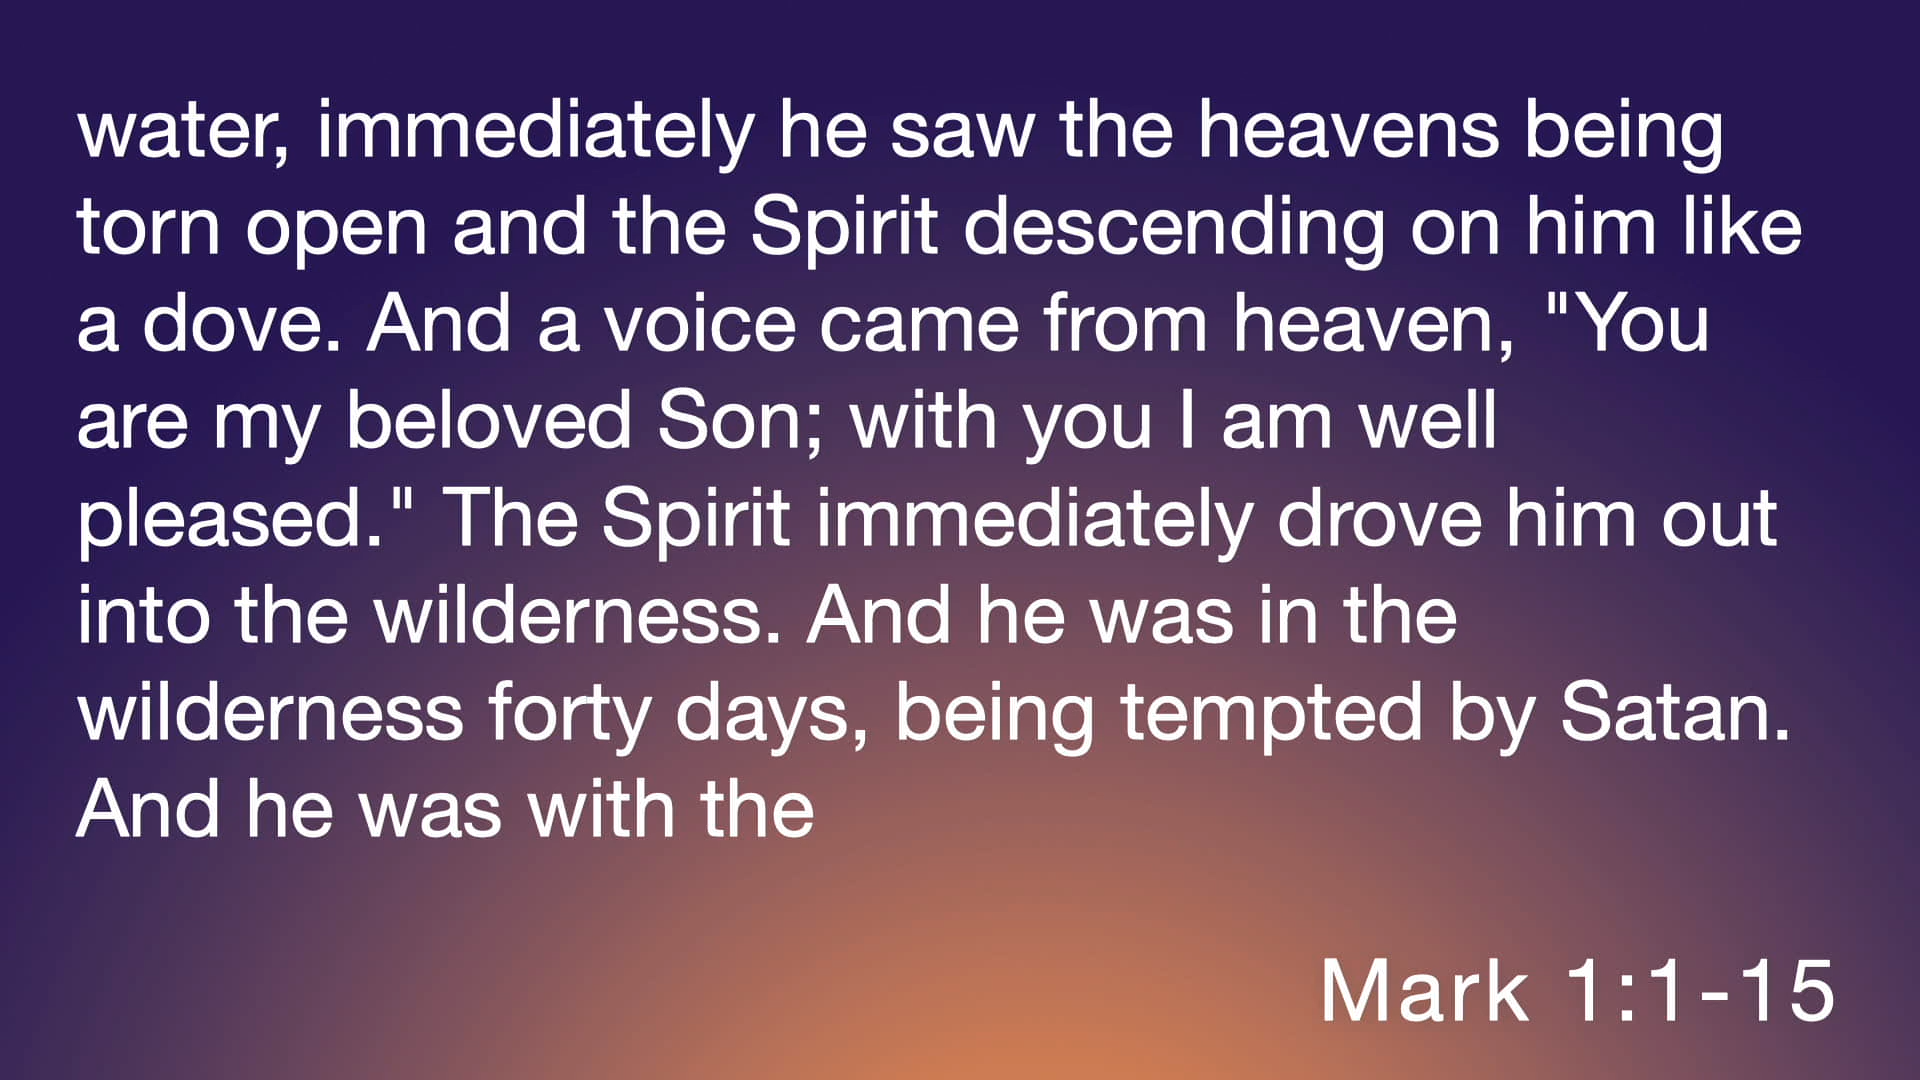 water, immediately he saw the heavens being
torn open and the Spirit descending on him like
a dove. And a voice came from heaven, "You
are my beloved Son; with you I am well
pleased." The Spirit immediately drove him out
into the wilderness. And he was in the
wilderness forty days, being tempted by Satan.
And he was with the
Mark 1:1-15